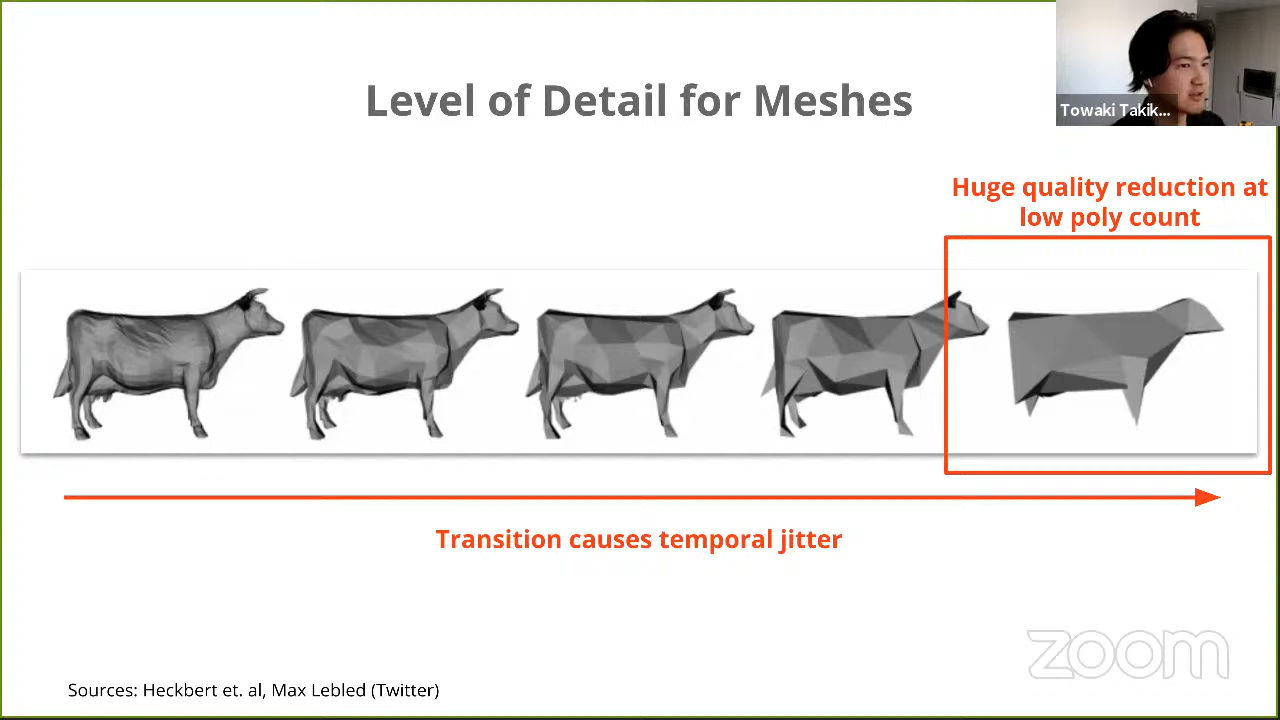 Level of Detail for Meshes
Towaki Takik...
Huge quality reduction at
low poly count
Transition causes temporal jitter
zoom
Sources: Heckbert et. al, Max Lebled (Twitter)